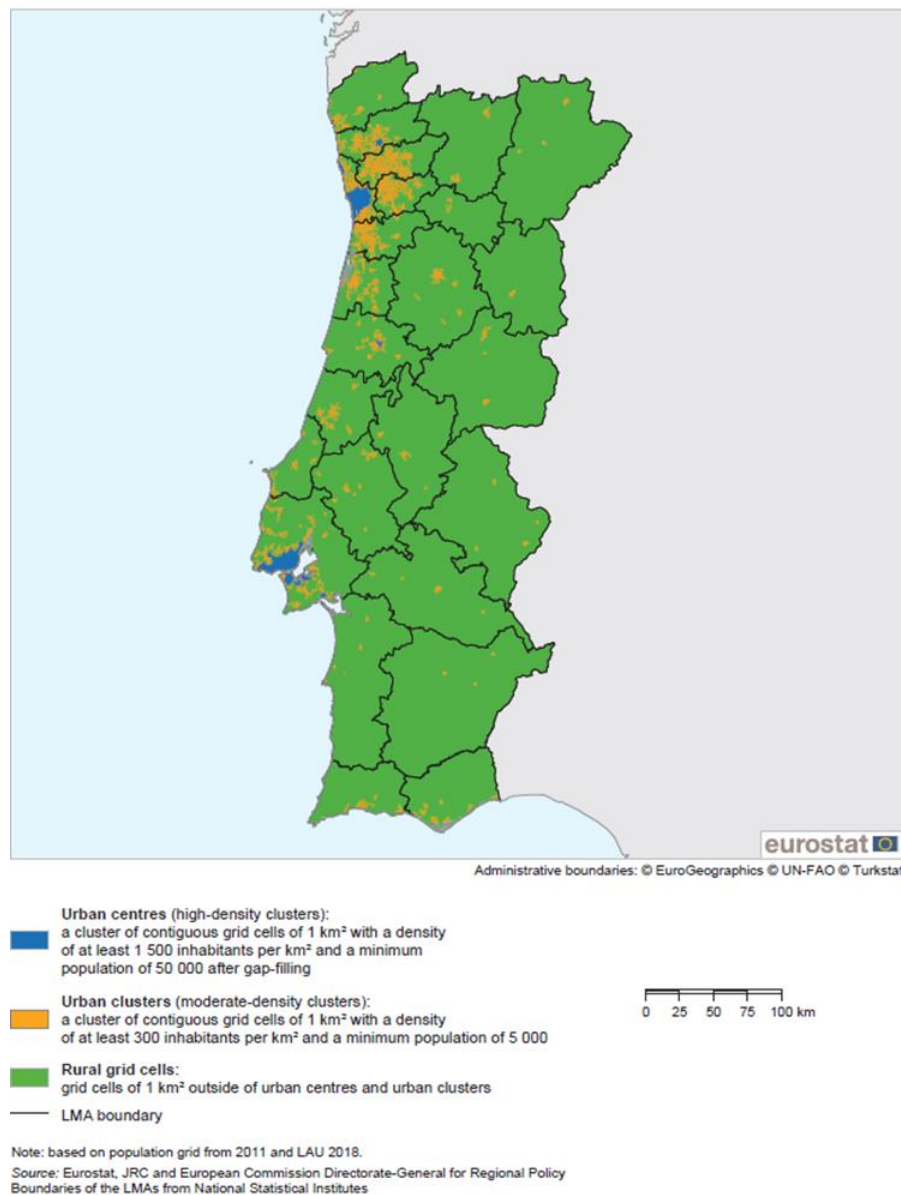 eurostat
Administrative boundaries: © EuroGeographics © UN-FAO © Turkstat
Urban centres (high-density clusters):
a cluster of contiguous grid cells of 1 km² with a density
of at least 1 500 inhabitants per km² and a minimum
population of 50 000 after gap-filling
Urban clusters (moderate-density clusters):
a cluster of contiguous grid cells of 1 km² with a density
of at least 300 inhabitants per km² and a minimum population of 5 000
0 25 50 75 100 km
Rural grid cells:
grid cells of 1 km² outside of urban centres and urban clusters
LMA boundary
Note: based on population grid from 2011 and LAU 2018.
Source: Eurostat, JRC and European Commission Directorate-General for Regional Policy
Boundaries of the LMAs from National Statistical Institutes